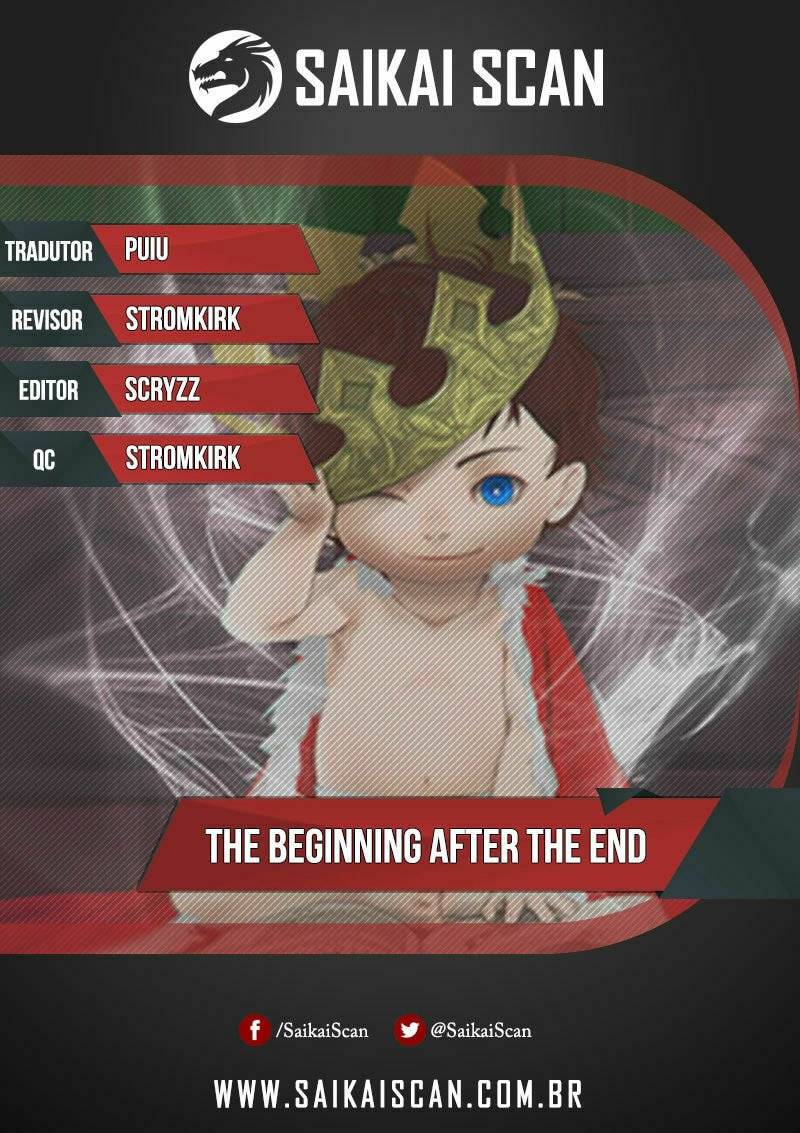 SAIKAI SCAN
TRADUTOR PUIU
REVISOR STROMKIRK
EDITOR SCRYZZ
QC STROMKIRK
THE BEGINNING AFTER THE END
/SaikaiScan @SaikaiScan
WWW.SAIKAISCAN.COM.BR